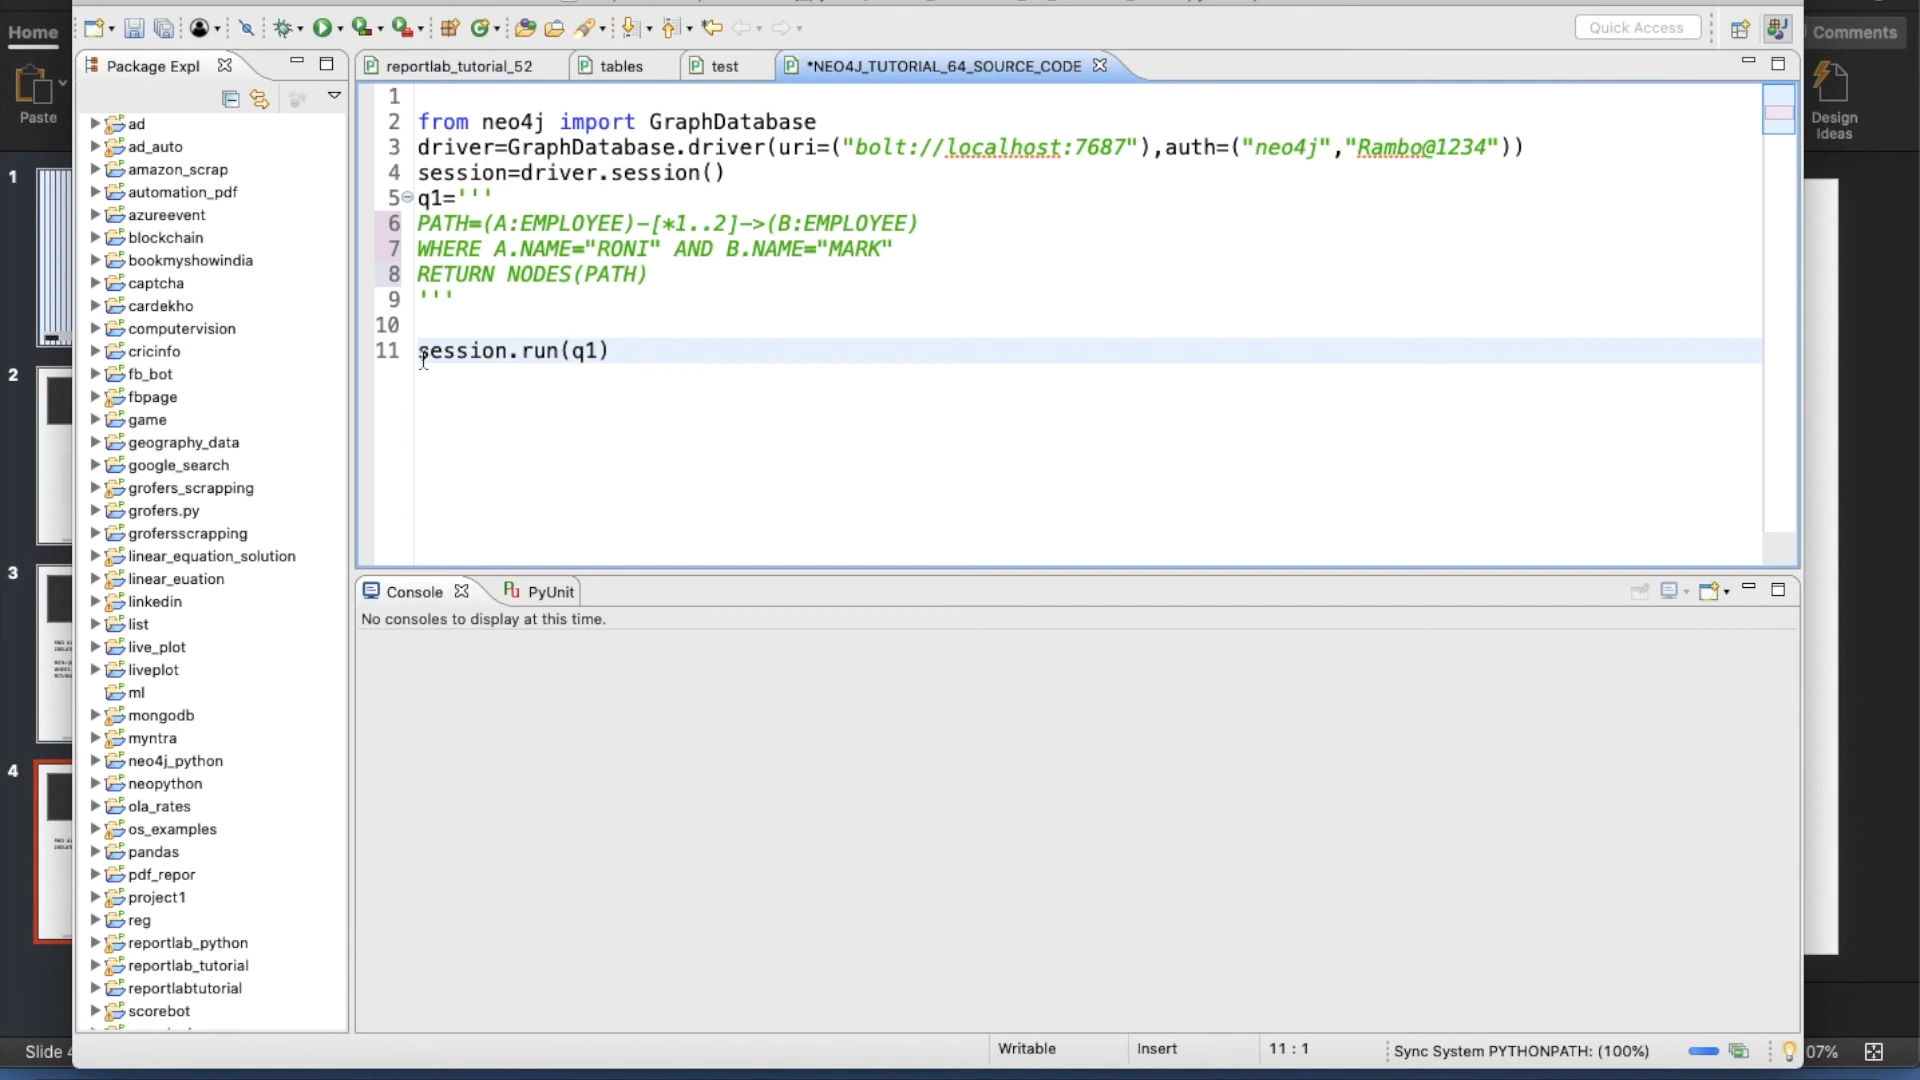 Home
Quick Access
Comments
Paste
Package Expl
reportlab_tutorial_52
tables
test
*NEO4J_TUTORIAL_64_SOURCE_CODE
Design
Ideas
1
2
3
4
ad
ad_auto
amazon_scrap
automation_pdf
azureevent
blockchain
bookmyshowindia
captcha
cardekho
computervision
cricinfo
fb_bot
fbpage
game
geography_data
google_search
grofers_scrapping
grofers.py
grofersscrapping
linear_equation_solution
linear_euation
linkedin
list
live_plot
liveplot
ml
mongodb
myntra
neo4j_python
neopython
ola_rates
os_examples
pandas
pdf_repor
project1
reg
reportlab_python
reportlab_tutorial
reportlabtutorial
scorebot
1
2 from neo4j import GraphDatabase
3 driver=GraphDatabase.driver(uri=("bolt://localhost:7687"),auth=("neo4j","Rambo@1234"))
4 session=driver.session()
5 q1='''
6 PATH=(A:EMPLOYEE)-[*1..2]->(B:EMPLOYEE)
7 WHERE A.NAME="RONI" AND B.NAME="MARK"
8 RETURN NODES(PATH)
9 '''
10
11 session.run(q1)
Console
PyUnit
No consoles to display at this time.
Slide
Writable
Insert
11 : 1
Sync System PYTHONPATH: (100%)
07%